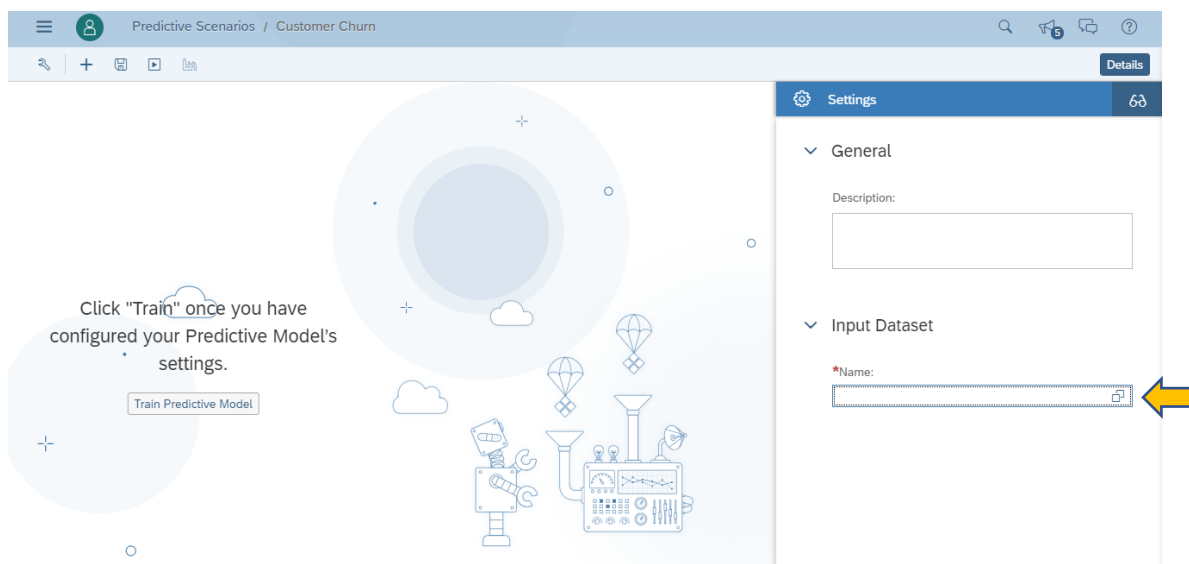 Predictive Scenarios / Customer Churn
5
Details
Settings
General
Description:
Click "Train" once you have
configured your Predictive Model's
settings.
Train Predictive Model
Input Dataset
*Name: